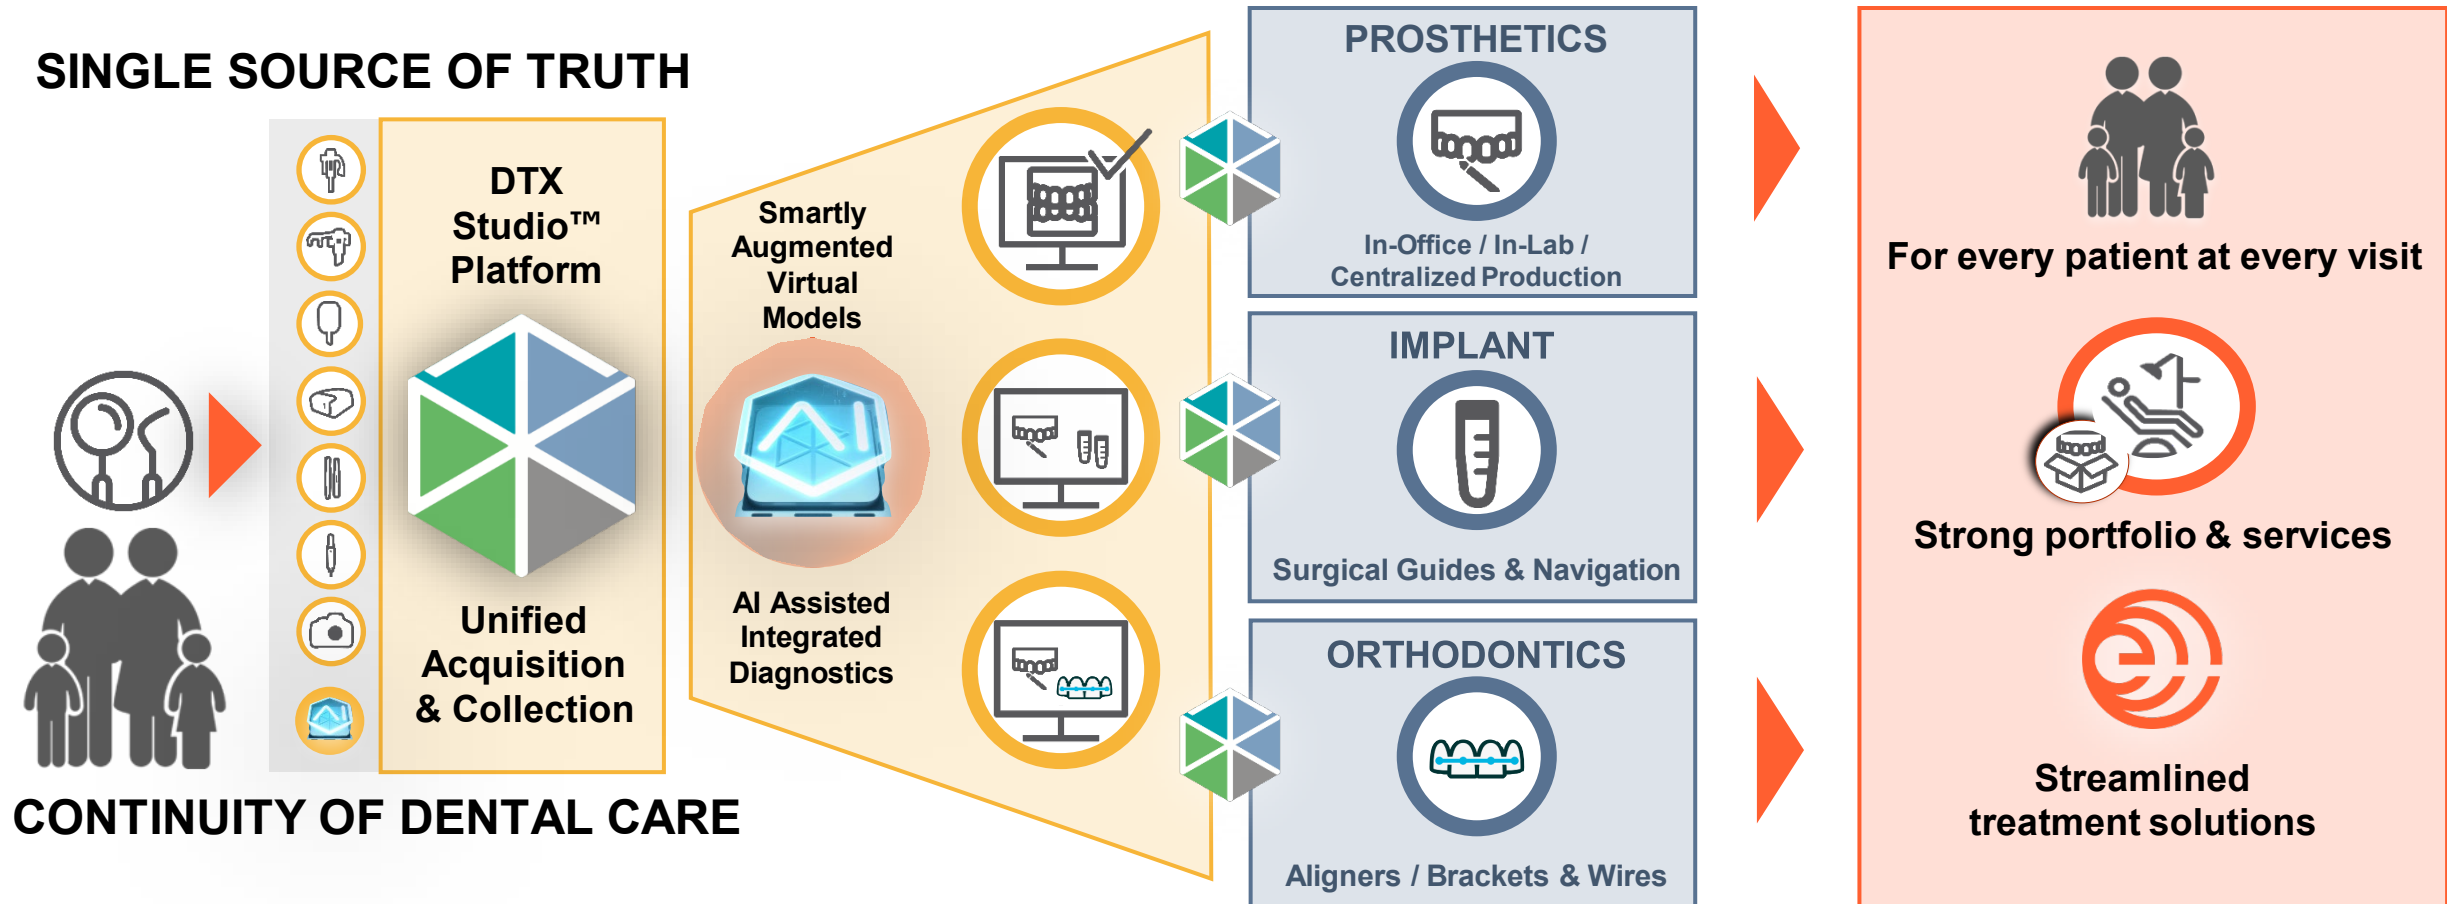 SINGLE SOURCE OF TRUTH
DTX
Studio™
Platform
Unified
Acquisition
& Collection
CONTINUITY OF DENTAL CARE
Smartly
Augmented
Virtual
Models
AI
AI Assisted
Integrated
Diagnostics
PROSTHETICS
In-Office / In-Lab /
Centralized Production
IMPLANT
Surgical Guides & Navigation
ORTHODONTICS
Aligners / Brackets & Wires
For every patient at every visit
Strong portfolio & services
Streamlined
treatment solutions